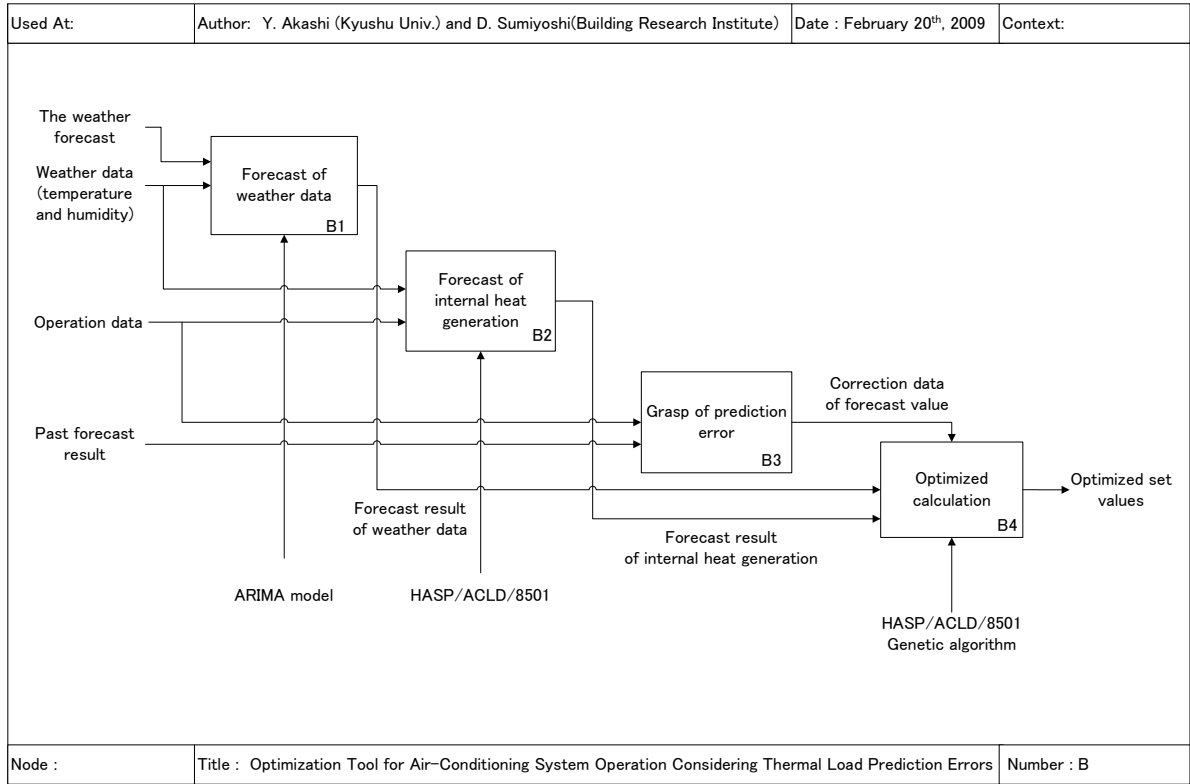 Used At:
Author: Y. Akashi (Kyushu Univ.) and D. Sumiyoshi(Building Research Institute)
Date : February 20th, 2009
Context:
The weather
forecast
Weather data
(temperature
and humidity)
Forecast of
weather data
B1
Forecast of
internal heat
generation
B2
Operation data
Grasp of prediction
error
B3
Correction data
of forecast value
Past forecast
result
Optimized
calculation
B4
Optimized set
values
Forecast result
of weather data
Forecast result
of internal heat generation
ARIMA model
HASP/ACLD/8501
HASP/ACLD/8501
Genetic algorithm
Node :
Title : Optimization Tool for Air-Conditioning System Operation Considering Thermal Load Prediction Errors
Number : B